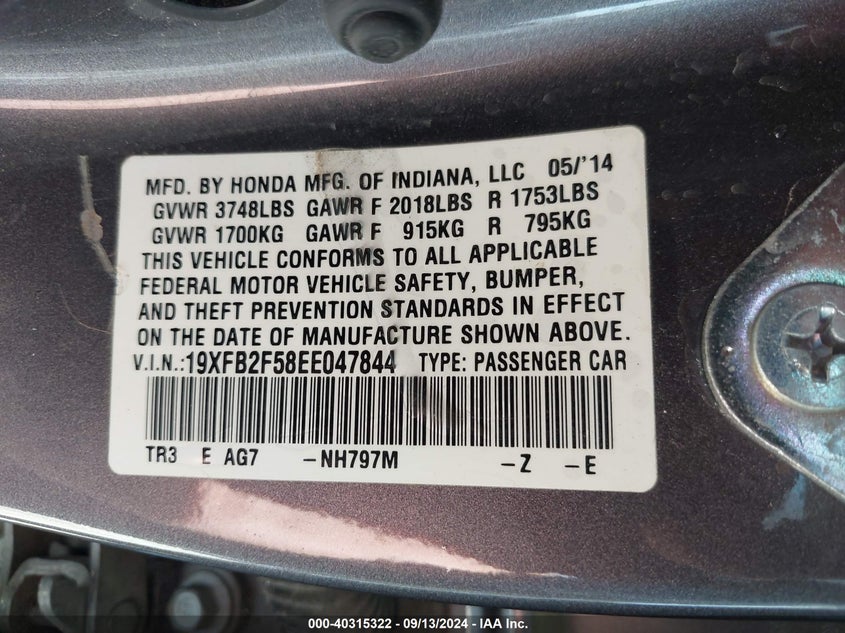 MFD. BY HONDA MFG. OF INDIANA, LLC 05/'14
GVWR 3748LBS GAWR F 2018LBS R 1753LBS
GVWR 1700KG GAWR F 915KG R 795KG
THIS VEHICLE CONFORMS TO ALL APPLICABLE
FEDERAL MOTOR VEHICLE SAFETY, BUMPER,
AND THEFT PREVENTION STANDARDS IN EFFECT
ON THE DATE OF MANUFACTURE SHOWN ABOVE.
V.I.N.:19XFB2F58EE047844 TYPE: PASSENGER CAR
TR3 E AG7 -NH797M -Z -E
000-40315322 - 09/13/2024 - IAA Inc.